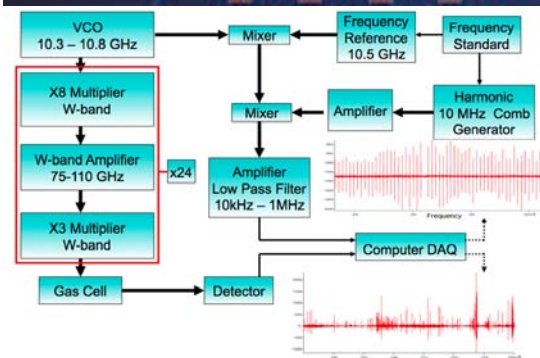 VCO
10.3 – 10.8 GHz
Mixer
Frequency
Reference
10.5 GHz
Frequency
Standard
X8 Multiplier
W-band
Mixer
Amplifier
Harmonic
10 MHz Comb
Generator
W-band Amplifier
75-110 GHz
x24
Amplifier
Low Pass Filter
10kHz – 1MHz
Frequency
X3 Multiplier
W-band
Computer DAQ
Gas Cell
Detector